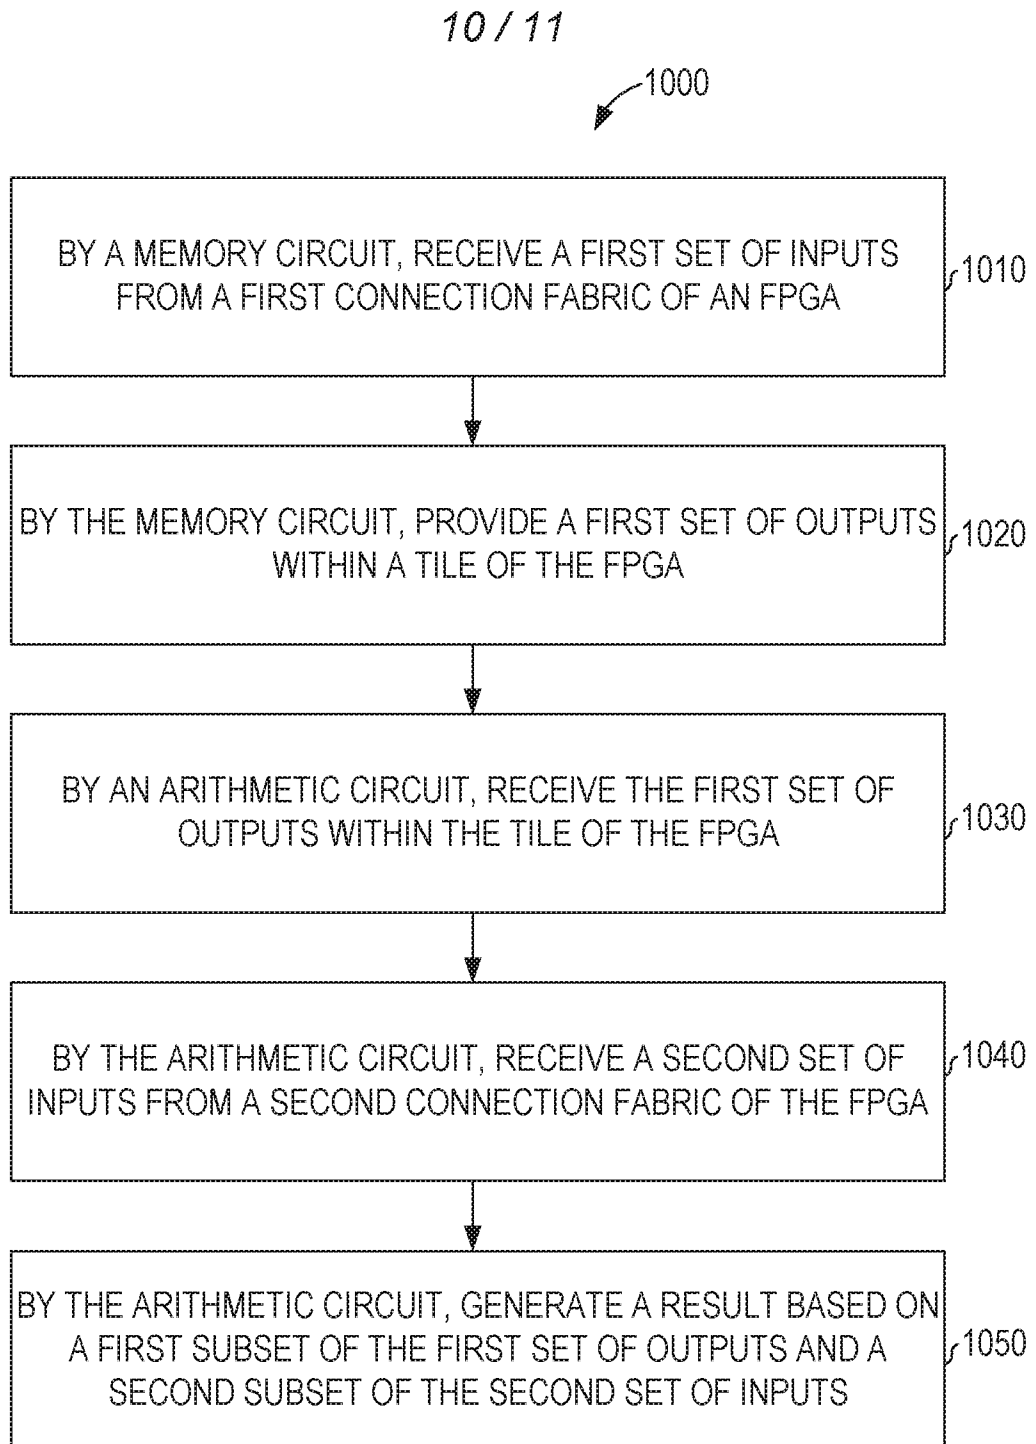 10 / 11
1000
BY A MEMORY CIRCUIT, RECEIVE A FIRST SET OF INPUTS
FROM A FIRST CONNECTION FABRIC OF AN FPGA
1010
BY THE MEMORY CIRCUIT, PROVIDE A FIRST SET OF OUTPUTS
WITHIN A TILE OF THE FPGA
1020
BY AN ARITHMETIC CIRCUIT, RECEIVE THE FIRST SET OF
OUTPUTS WITHIN THE TILE OF THE FPGA
1030
BY THE ARITHMETIC CIRCUIT, RECEIVE A SECOND SET OF
INPUTS FROM A SECOND CONNECTION FABRIC OF THE FPGA
1040
BY THE ARITHMETIC CIRCUIT, GENERATE A RESULT BASED ON
A FIRST SUBSET OF THE FIRST SET OF OUTPUTS AND A
SECOND SUBSET OF THE SECOND SET OF INPUTS
1050